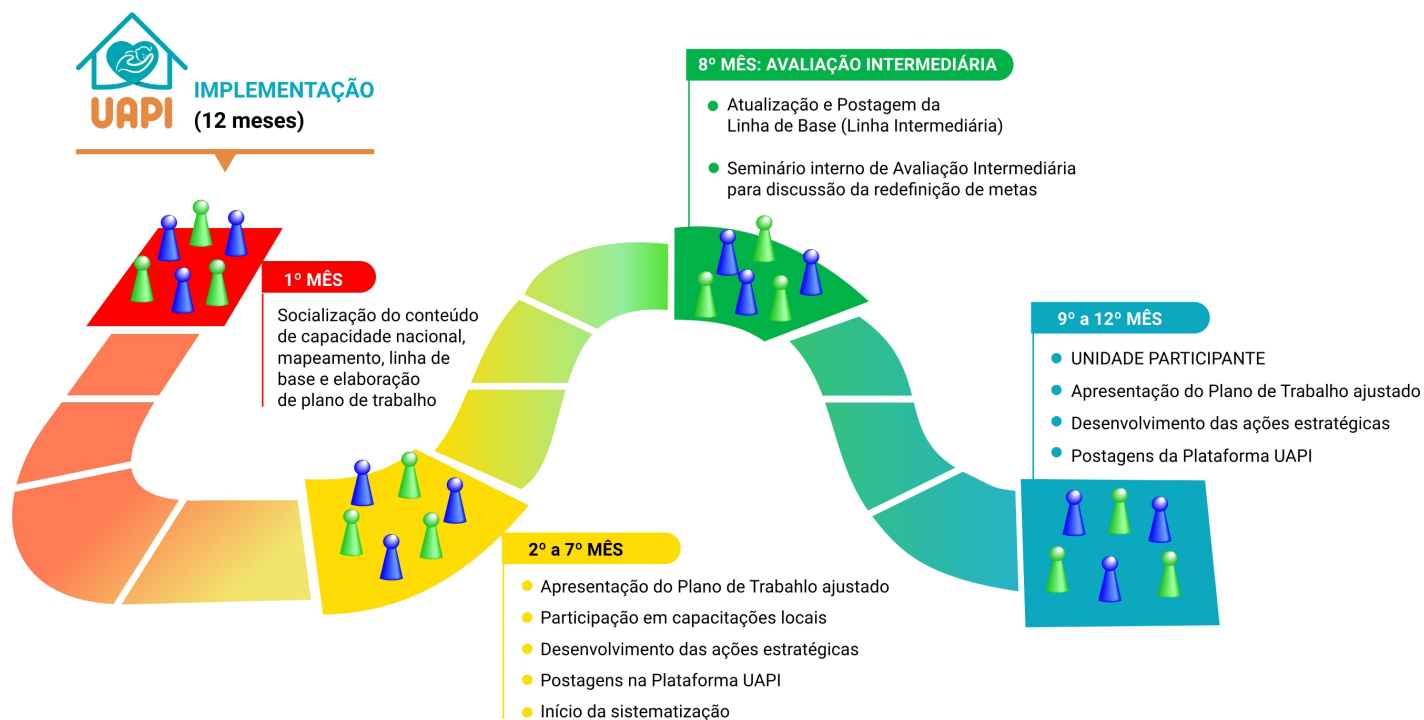 UAPI
IMPLEMENTAÇÃO
(12 meses)
1º MÊS
Socialização do conteúdo
de capacidade nacional,
mapeamento, linha de
base e elaboração
de plano de trabalho
2º a 7º MÊS
Apresentação do Plano de Trabahlo ajustado
Participação em capacitações locais
Desenvolvimento das ações estratégicas
Postagens na Plataforma UAPI
Início da sistematização
8º MÊS: AVALIAÇÃO INTERMEDIÁRIA
Atualização e Postagem da
Linha de Base (Linha Intermediária)
Seminário interno de Avaliação Intermediária
para discussão da redefinição de metas
9º a 12º MÊS
UNIDADE PARTICIPANTE
Apresentação do Plano de Trabalho ajustado
Desenvolvimento das ações estratégicas
Postagens da Plataforma UAPI